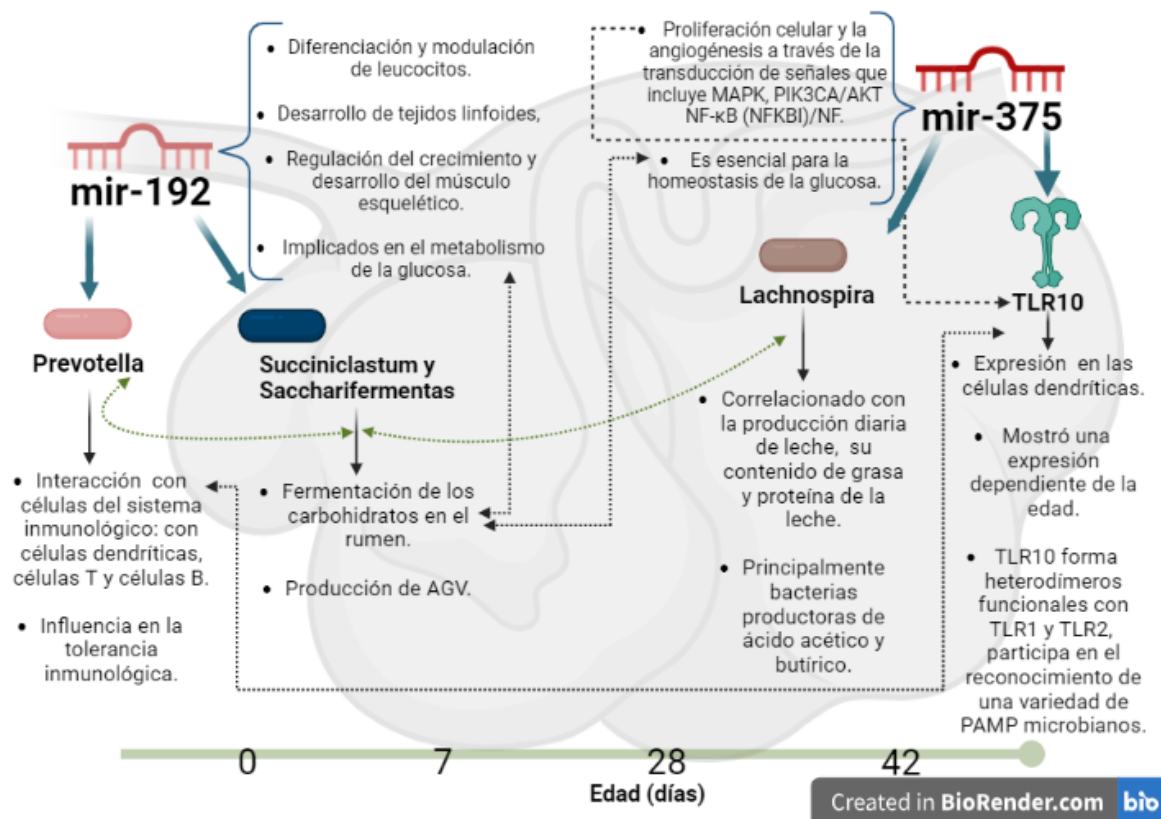 • Diferenciación y modulación
de leucocitos.
• Desarrollo de tejidos linfoides,
• Regulación del crecimiento y
desarrollo del músculo
esquelético.
• Implicados en el metabolismo
de la glucosa.
mir-192
• Proliferación celular y la
angiogénesis a través de la
transducción de señales que
incluye MAPK, PIK3CA/AKT
NF-κB (NFKBI)/NF.
• Es esencial para la
homeostasis de la glucosa.
mir-375
Prevotella
• Interacción con
células del sistema
inmunológico: con
células dendríticas,
células T y células B.
• Influencia en la
tolerancia
inmunológica.
Succiniclastum y
Saccharifermentas
• Fermentación de los
carbohidratos en el
rumen.
• Producción de AGV.
Lachnospira
• Correlacionado con
la producción diaria
de leche, su
contenido de grasa
y proteína de la
leche.
• Principalmente
bacterias
productoras de
ácido acético y
butírico.
TLR10
• Expresión en las
células dendríticas.
• Mostró una
expresión
dependiente de la
edad.
• TLR10 forma
heterodímeros
funcionales con
TLR1 y TLR2,
participa en el
reconocimiento de
una variedad de
PAMP microbianos.
0 7 28 42
Edad (días)
Created in BioRender.com bio